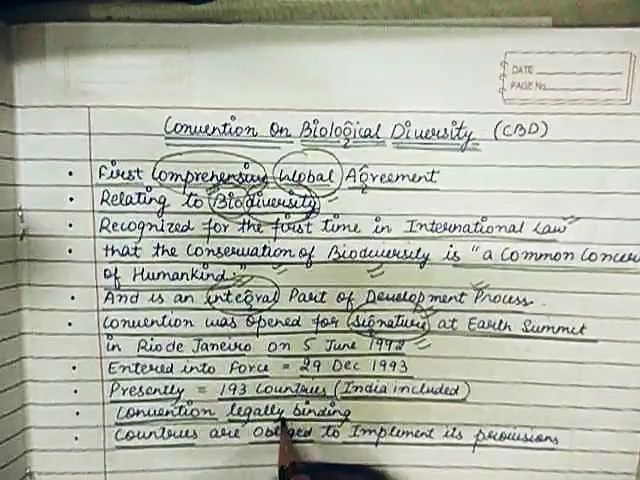 DATE
PAGE No.
Convention on Biological Diversity (CBD)
• First Comprehensive Global Agreement
• Relating to Biodiversity
• Recognized for the first time in International Law
• that the Conservation of Biodiversity is "a Common Concer
of Humankind."
• And is an integral Part of Development Process.
• Convention was opened for signature at Earth Summit
in Rio de Janeiro on 5 June 1992
• Entered into Force = 29 Dec 1993
• Presently = 193 Countries (India included)
• Convention legally binding
• Countries are obliged to Implement its provisions